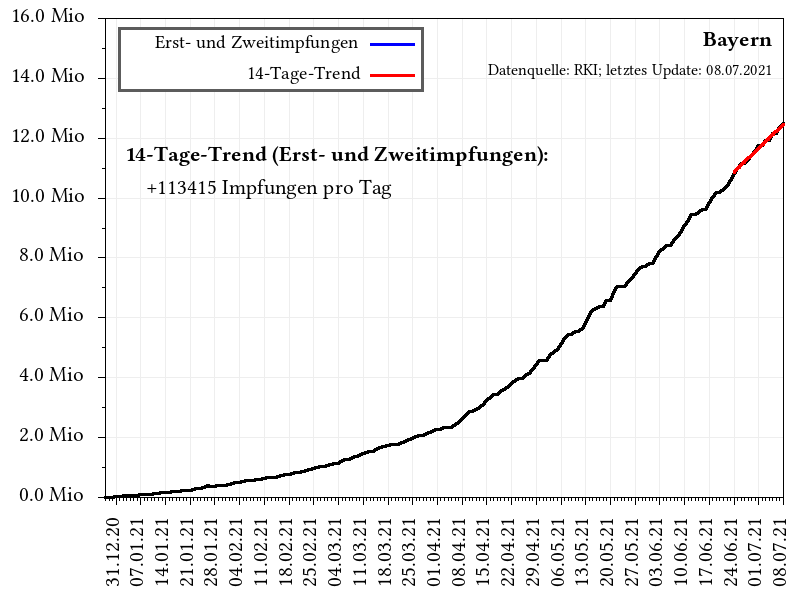 16.0 Mio
14.0 Mio
12.0 Mio
10.0 Mio
8.0 Mio
6.0 Mio
4.0 Mio
2.0 Mio
0.0 Mio
Erst- und Zweitimpfungen
14-Tage-Trend
Bayern
Datenquelle: RKI; letztes Update: 08.07.2021
14-Tage-Trend (Erst- und Zweitimpfungen):
+113415 Impfungen pro Tag
31.12.20
07.01.21
14.01.21
21.01.21
28.01.21
04.02.21
11.02.21
18.02.21
25.02.21
04.03.21
11.03.21
18.03.21
25.03.21
01.04.21
08.04.21
15.04.21
22.04.21
29.04.21
06.05.21
13.05.21
20.05.21
27.05.21
03.06.21
10.06.21
17.06.21
24.06.21
01.07.21
08.07.21